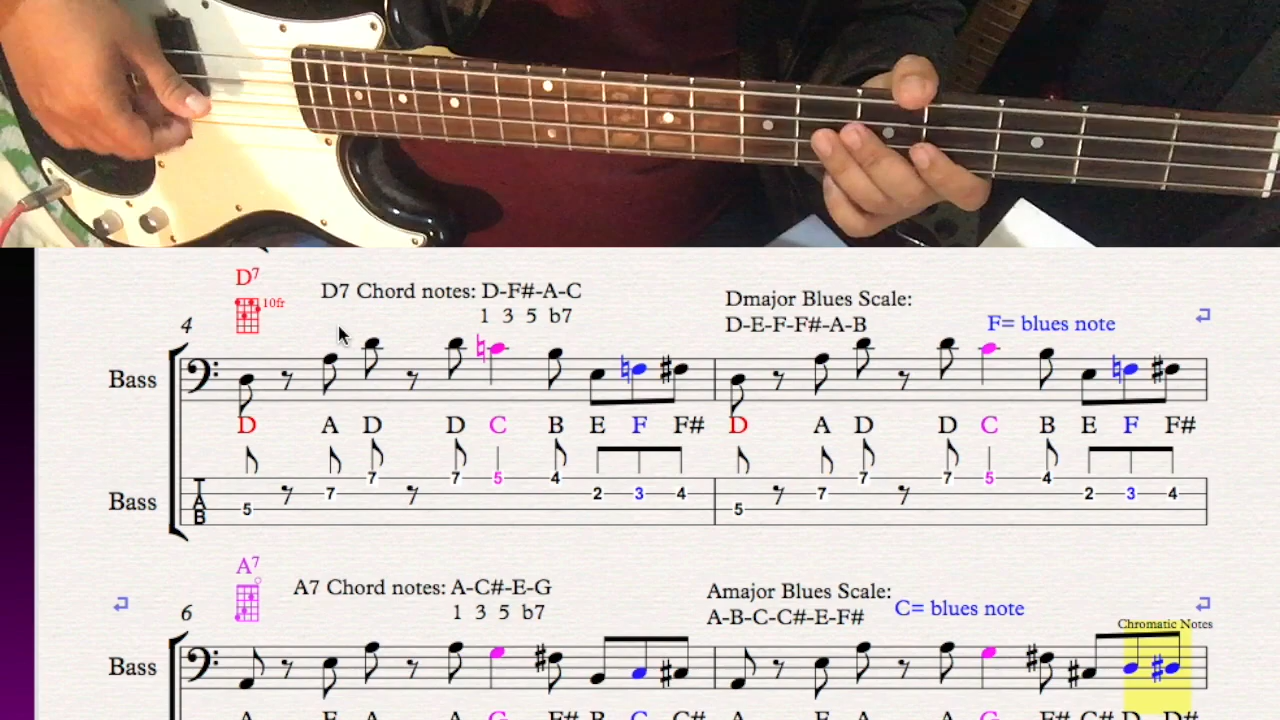 D7
10fr
D7 Chord notes: D-F#-A-C
1 3 5 b7
Dmajor Blues Scale:
D-E-F-F#-A-B
F= blues note
4
Bass
D A D D C B E F F# D A D D C B E F F#
Bass
T
A
B
5 7 7 7 5 4 2 3 4 5 7 7 7 5 4 2 3 4
A7
A7 Chord notes: A-C#-E-G
1 3 5 b7
Amajor Blues Scale:
A-B-C-C#-E-F#
C= blues note
6
Chromatic Notes
Bass
A E A A G F# B C C# A E A A G F# C# D D#